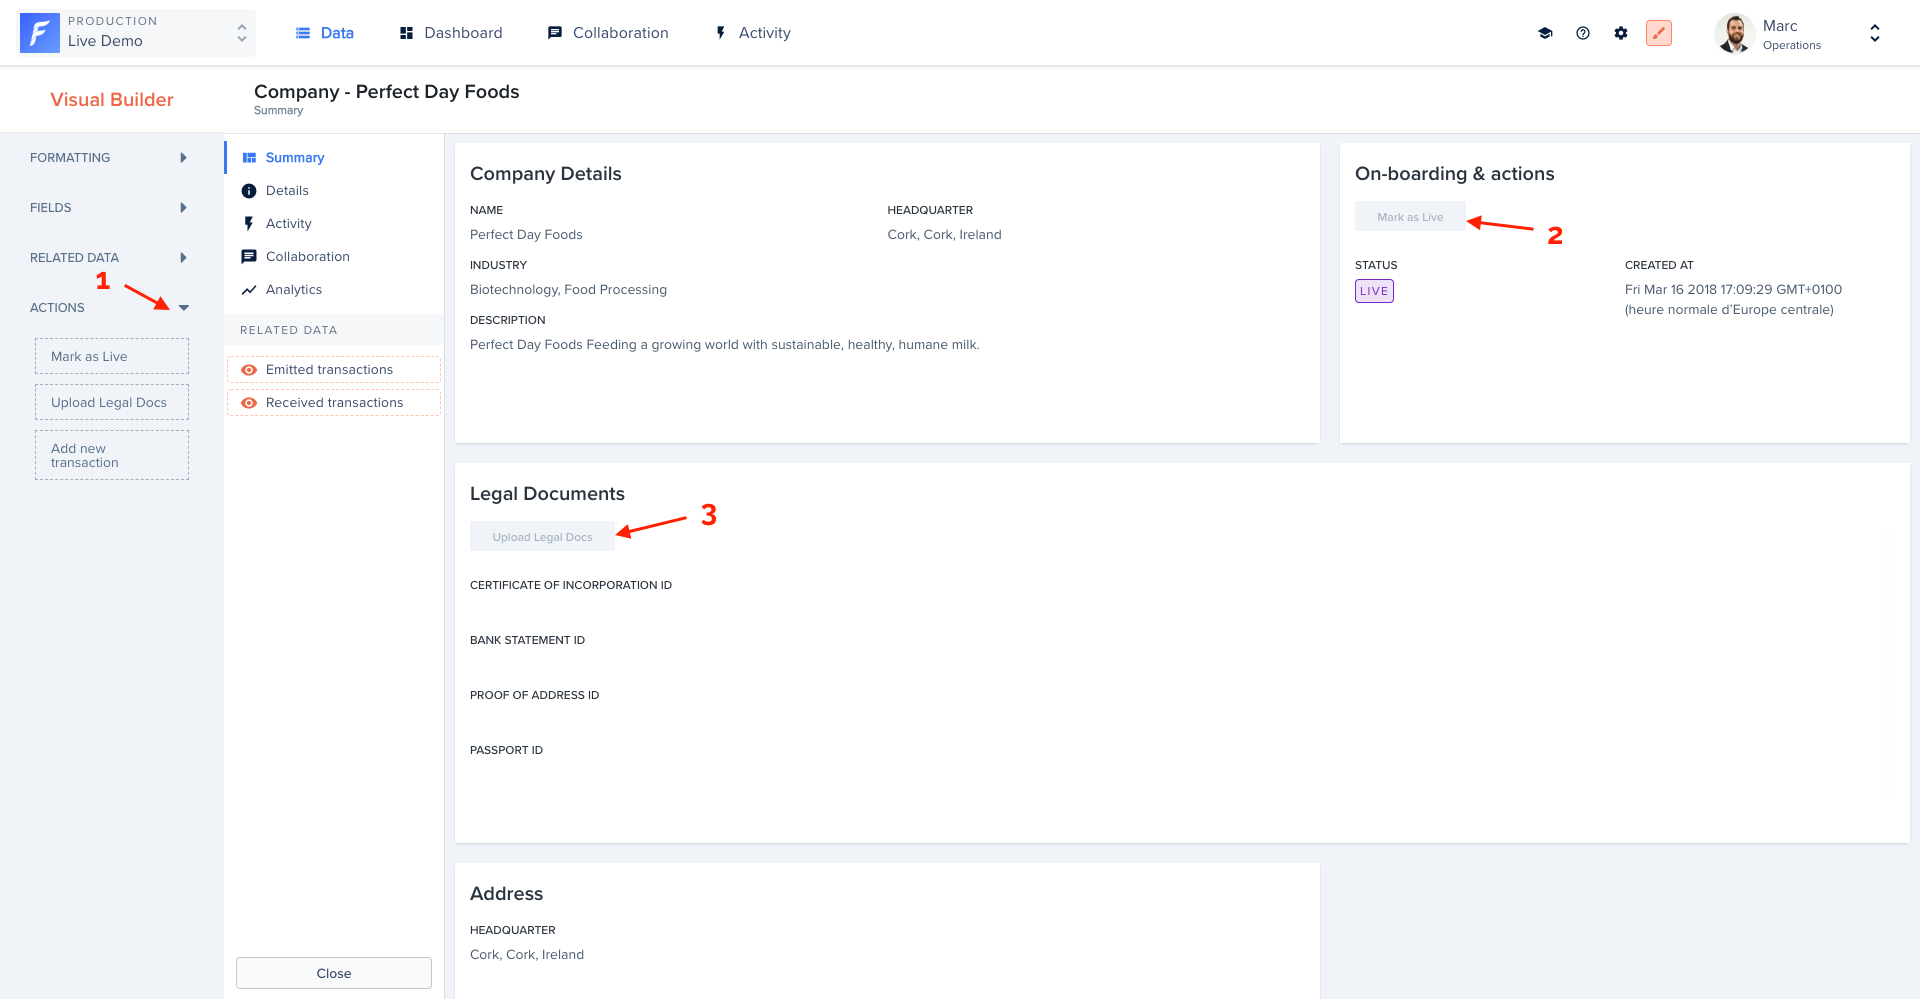 PRODUCTION
Live Demo
Data
Dashboard
Collaboration
Activity
Marc
Operations
Visual Builder
Company - Perfect Day Foods
Summary
FORMATTING
FIELDS
RELATED DATA
1
ACTIONS
Mark as Live
Upload Legal Docs
Add new
transaction
Summary
Details
Activity
Collaboration
Analytics
RELATED DATA
Emitted transactions
Received transactions
Close
Company Details
NAME
Perfect Day Foods
HEADQUARTER
Cork, Cork, Ireland
INDUSTRY
Biotechnology, Food Processing
DESCRIPTION
Perfect Day Foods Feeding a growing world with sustainable, healthy, humane milk.
On-boarding & actions
Mark as Live
2
STATUS
LIVE
CREATED AT
Fri Mar 16 2018 17:09:29 GMT+0100
(heure normale d’Europe centrale)
Legal Documents
Upload Legal Docs
3
CERTIFICATE OF INCORPORATION ID
BANK STATEMENT ID
PROOF OF ADDRESS ID
PASSPORT ID
Address
HEADQUARTER
Cork, Cork, Ireland